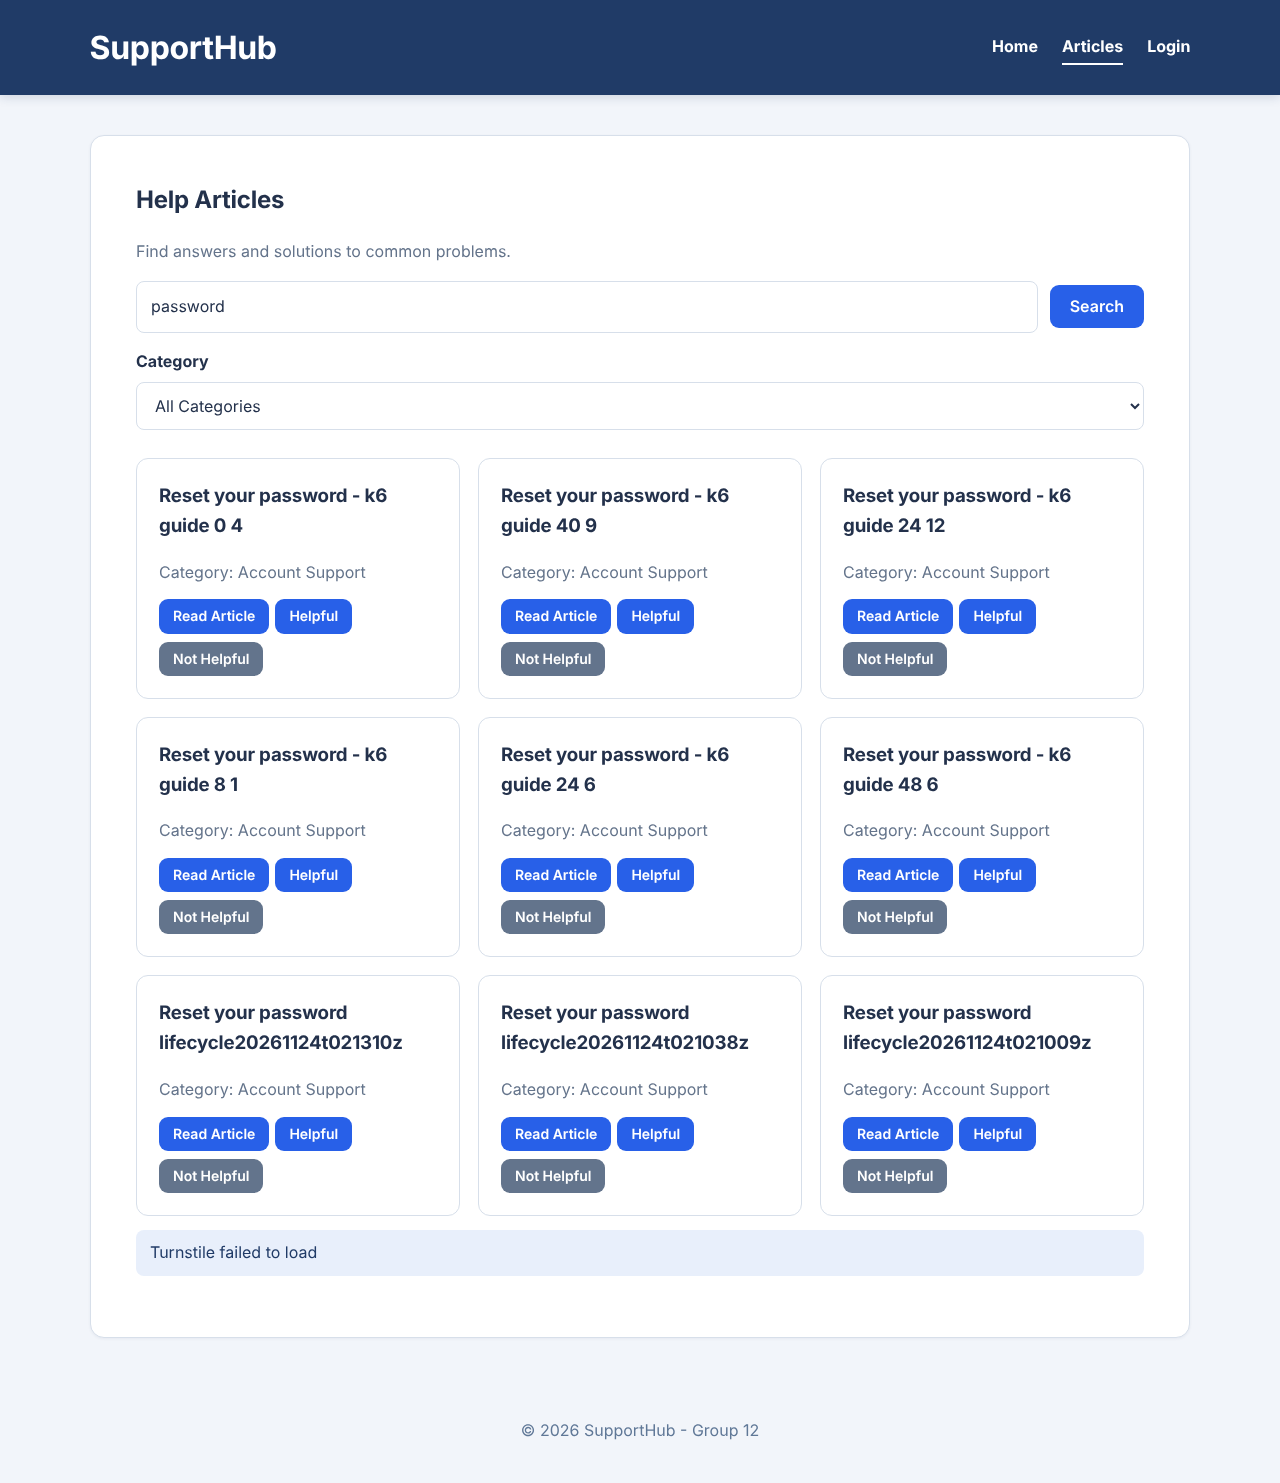 SupportHub
Home Articles Login
Help Articles
Find answers and solutions to common problems.
password Search
Category
All Categories
Reset your password - k6
guide 0 4
Category: Account Support
Read Article Helpful
Not Helpful
Reset your password - k6
guide 40 9
Category: Account Support
Read Article Helpful
Not Helpful
Reset your password - k6
guide 24 12
Category: Account Support
Read Article Helpful
Not Helpful
Reset your password - k6
guide 8 1
Category: Account Support
Read Article Helpful
Not Helpful
Reset your password - k6
guide 24 6
Category: Account Support
Read Article Helpful
Not Helpful
Reset your password - k6
guide 48 6
Category: Account Support
Read Article Helpful
Not Helpful
Reset your password
lifecycle20261124t021310z
Category: Account Support
Read Article Helpful
Not Helpful
Reset your password
lifecycle20261124t021038z
Category: Account Support
Read Article Helpful
Not Helpful
Reset your password
lifecycle20261124t021009z
Category: Account Support
Read Article Helpful
Not Helpful
Turnstile failed to load
© 2026 SupportHub - Group 12